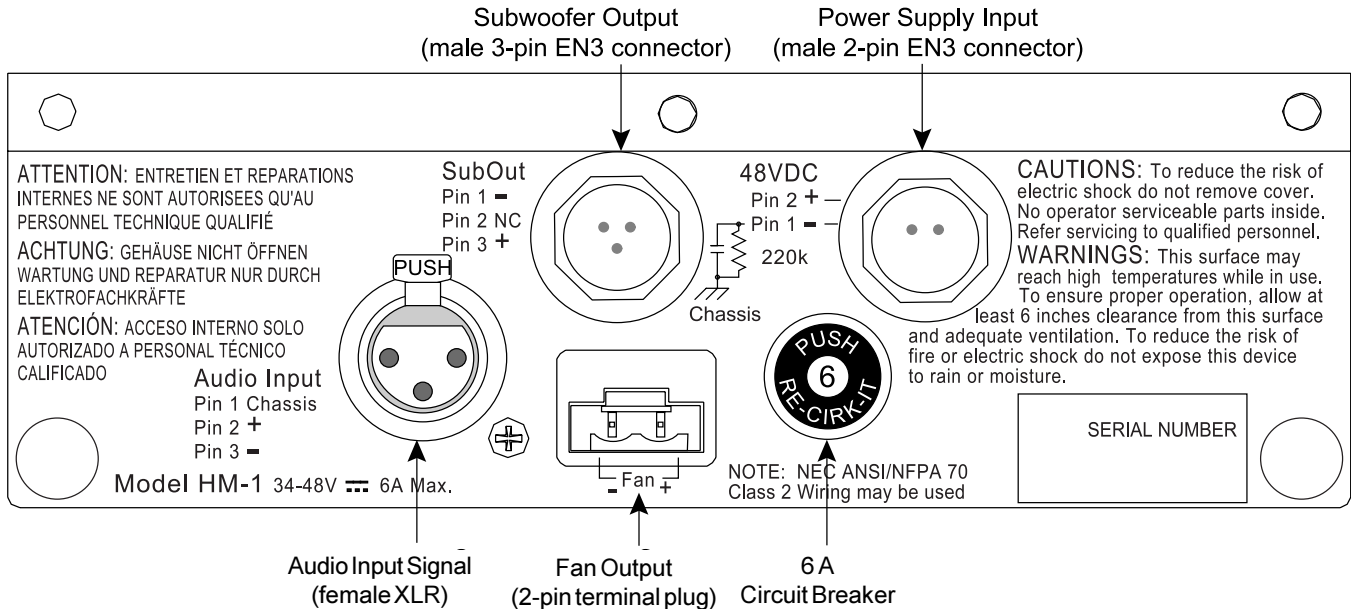 Subwoofer Output
(male 3-pin EN3 connector)
Power Supply Input
(male 2-pin EN3 connector)
ATTENTION: ENTRETIEN ET REPARATIONS
INTERNES NE SONT AUTORISEES QU'AU
PERSONNEL TECHNIQUE QUALIFIÉ
ACHTUNG: GEHÄUSE NICHT ÖFFNEN
WARTUNG UND REPARATUR NUR DURCH
ELEKTROFACHKRÄFTE
ATENCIÓN: ACCESO INTERNO SOLO
AUTORIZADO A PERSONAL TÉCNICO
CALIFICADO
SubOut
Pin 1 -
Pin 2 NC
Pin 3 +
PUSH
Audio Input
Pin 1 Chassis
Pin 2 +
Pin 3 -
Model HM-1 34-48V ⎓ 6A Max.
48VDC
Pin 2 +
Pin 1 -
220k
Chassis
- Fan +
PUSH
6
RE-CIRK-IT
NOTE: NEC ANSI/NFPA 70
Class 2 Wiring may be used
CAUTIONS: To reduce the risk of
electric shock do not remove cover.
No operator serviceable parts inside.
Refer servicing to qualified personnel.
WARNINGS: This surface may
reach high temperatures while in use.
To ensure proper operation, allow at
least 6 inches clearance from this surface
and adequate ventilation. To reduce the risk of
fire or electric shock do not expose this device
to rain or moisture.
SERIAL NUMBER
Audio Input Signal
(female XLR)
Fan Output
(2-pin terminal plug)
6 A
Circuit Breaker